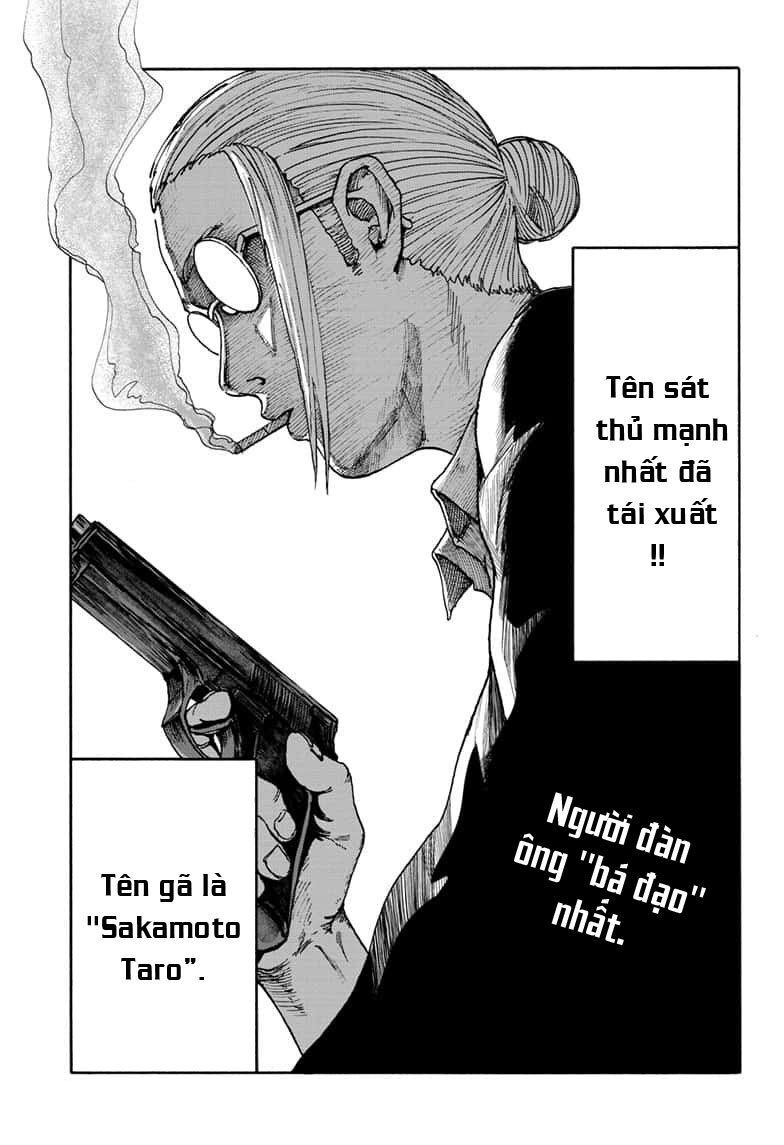 Tên sát
thủ mạnh
nhất đã
tái xuất
!!
Người đàn
ông "bá đạo"
nhất.
Tên gã là
"Sakamoto
Taro".